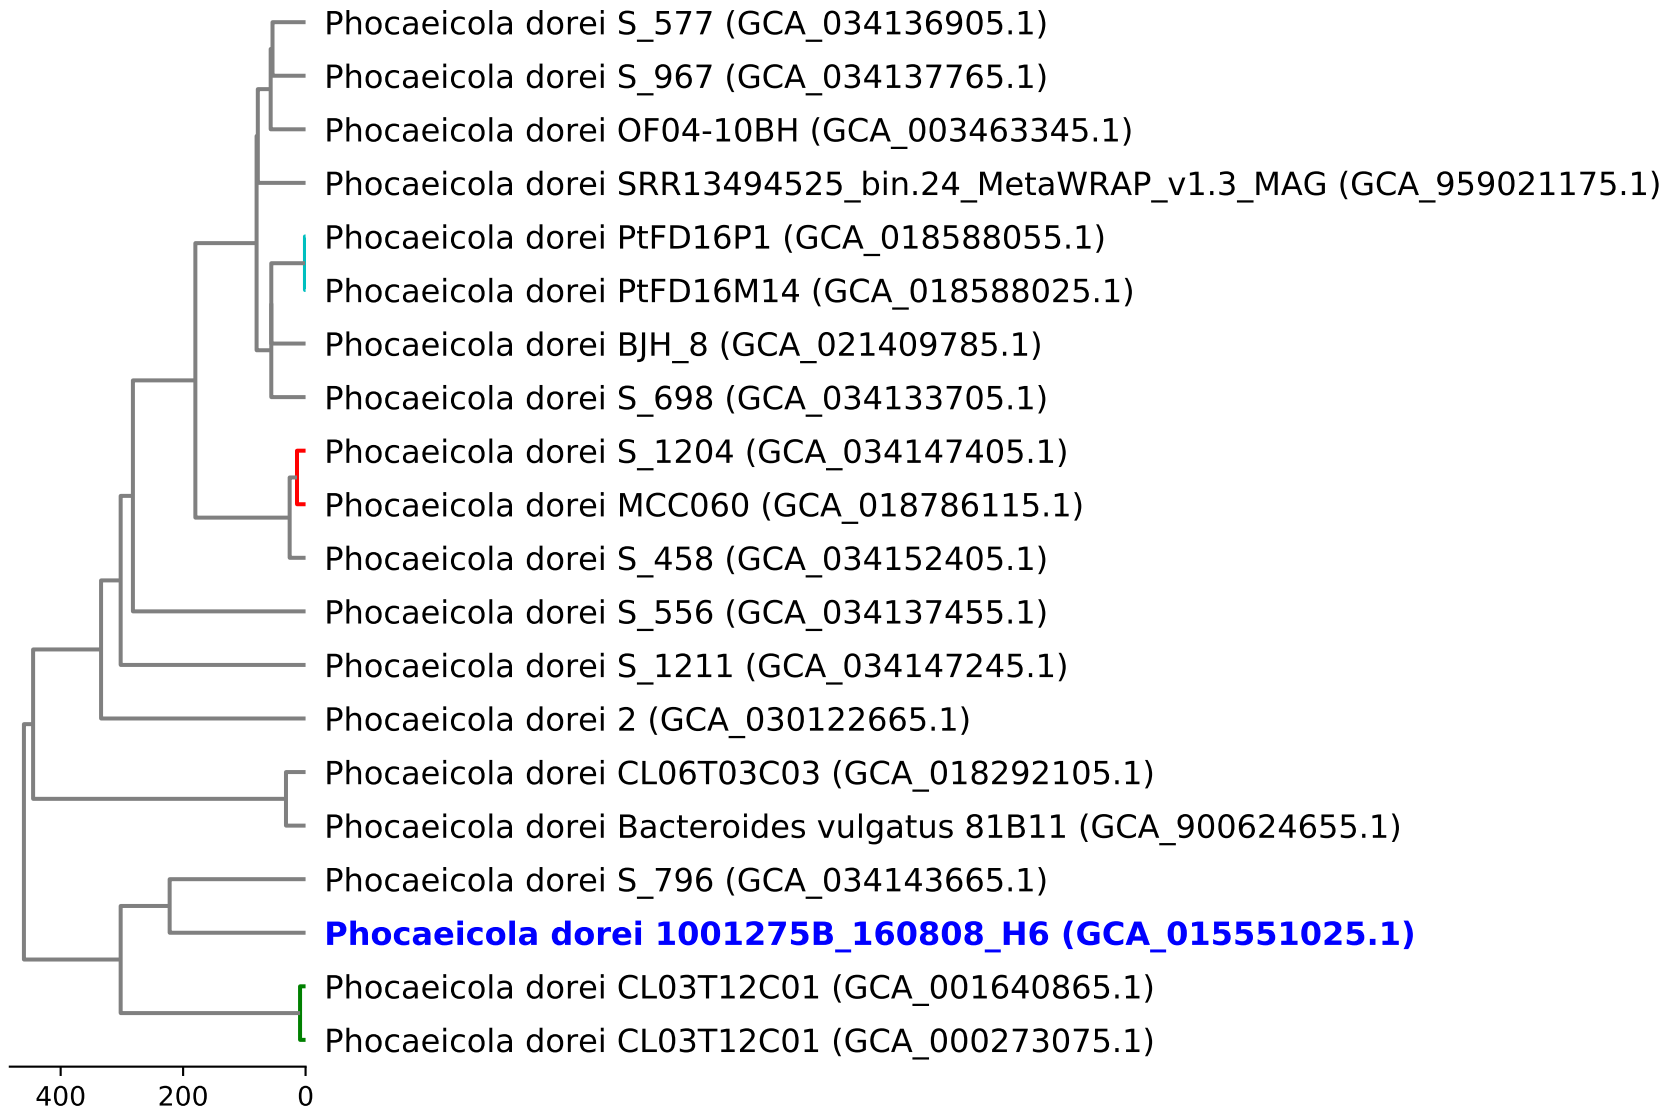 Phocaeicola dorei S_577 (GCA_034136905.1)
Phocaeicola dorei S_967 (GCA_034137765.1)
Phocaeicola dorei OF04-10BH (GCA_003463345.1)
Phocaeicola dorei SRR13494525_bin.24_MetaWRAP_v1.3_MAG (GCA_959021175.1)
Phocaeicola dorei PtFD16P1 (GCA_018588055.1)
Phocaeicola dorei PtFD16M14 (GCA_018588025.1)
Phocaeicola dorei BJH_8 (GCA_021409785.1)
Phocaeicola dorei S_698 (GCA_034133705.1)
Phocaeicola dorei S_1204 (GCA_034147405.1)
Phocaeicola dorei MCC060 (GCA_018786115.1)
Phocaeicola dorei S_458 (GCA_034152405.1)
Phocaeicola dorei S_556 (GCA_034137455.1)
Phocaeicola dorei S_1211 (GCA_034147245.1)
Phocaeicola dorei 2 (GCA_030122665.1)
Phocaeicola dorei CL06T03C03 (GCA_018292105.1)
Phocaeicola dorei Bacteroides vulgatus 81B11 (GCA_900624655.1)
Phocaeicola dorei S_796 (GCA_034143665.1)
Phocaeicola dorei 1001275B_160808_H6 (GCA_015551025.1)
Phocaeicola dorei CL03T12C01 (GCA_001640865.1)
Phocaeicola dorei CL03T12C01 (GCA_000273075.1)
400 200 0